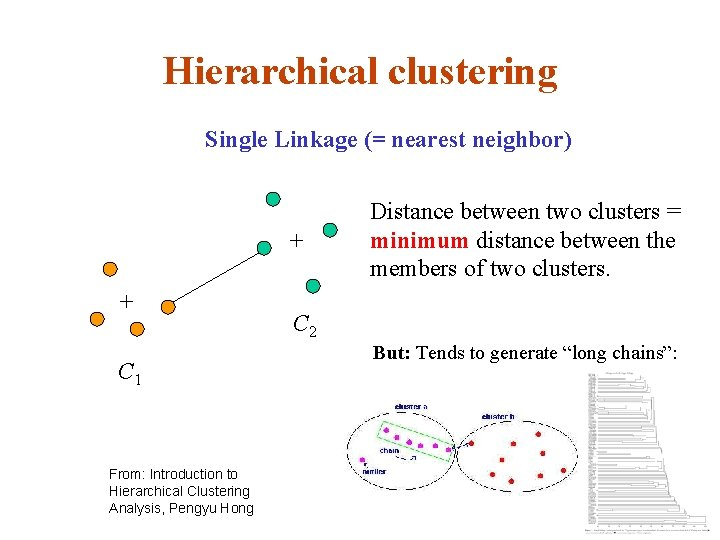 Hierarchical clustering
Single Linkage (= nearest neighbor)
+
+
C2
C1
Distance between two clusters =
minimum distance between the
members of two clusters.
But: Tends to generate “long chains”:
cluster a
cluster b
chain
outlier
From: Introduction to
Hierarchical Clustering
Analysis, Pengyu Hong